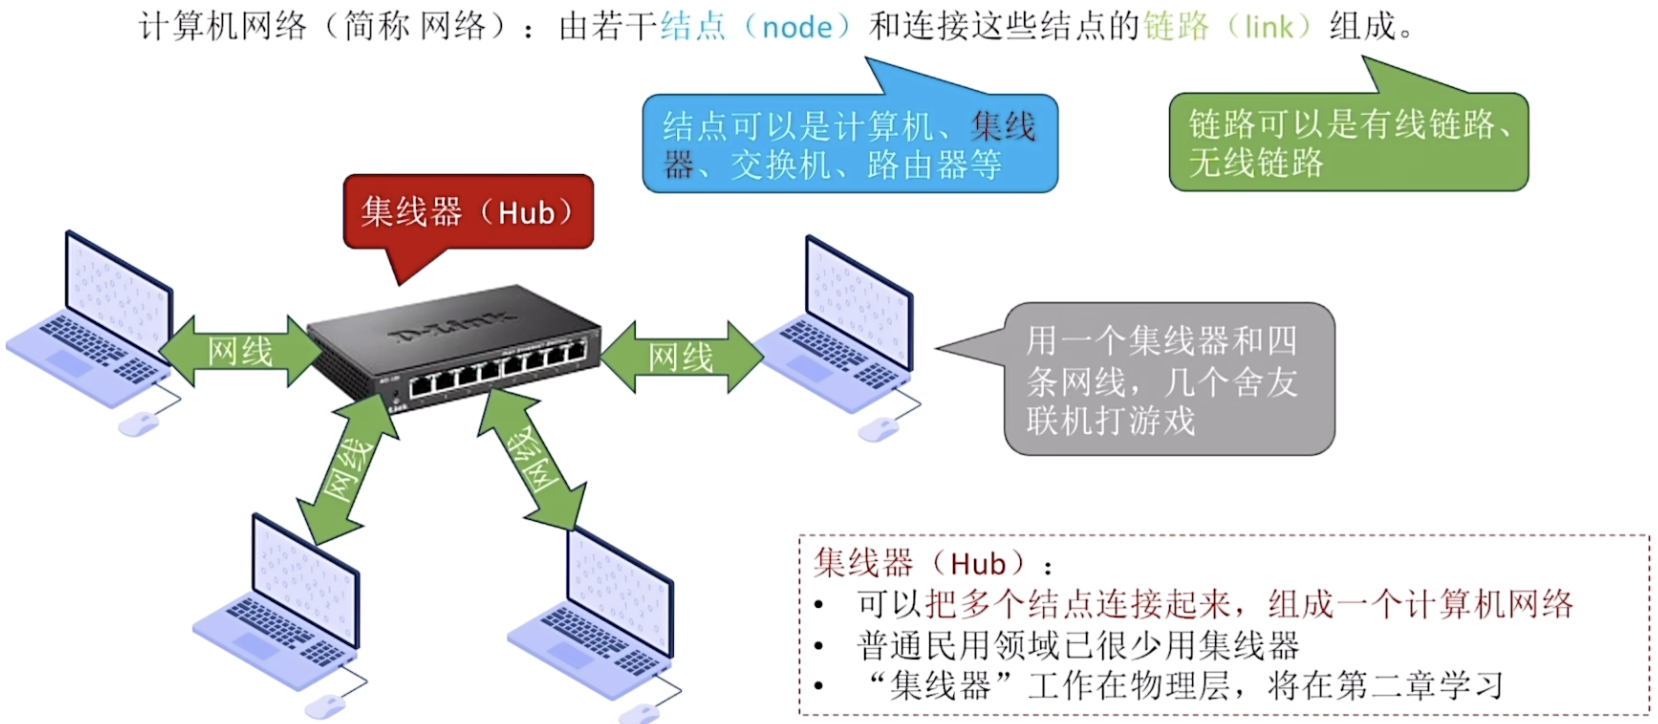 计算机网络（简称 网络）：由若干结点（node）和连接这些结点的链路（link）组成。
结点可以是计算机、集线
器、交换机、路由器等
链路可以是有线链路、
无线链路
集线器（Hub）
D-Link
网线
网线
网线
网线
用一个集线器和四
条网线，几个舍友
联机打游戏
集线器（Hub）：
• 可以把多个结点连接起来，组成一个计算机网络
• 普通民用领域已很少用集线器
• “集线器”工作在物理层，将在第二章学习